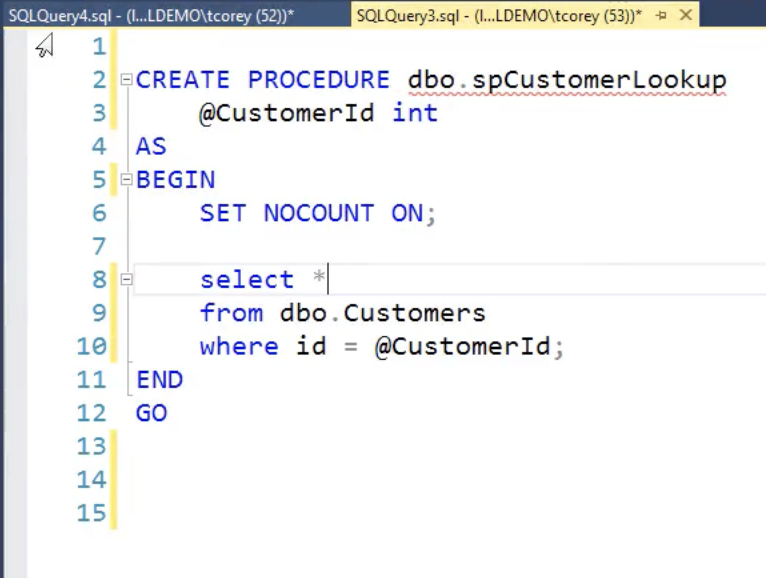 SQLQuery4.sql - (l...LDEMO\tcorey (52))* SQLQuery3.sql - (l...LDEMO\tcorey (53))*
1
2 CREATE PROCEDURE dbo.spCustomerLookup
3 @CustomerId int
4 AS
5 BEGIN
6 SET NOCOUNT ON;
7
8 select *
9 from dbo.Customers
10 where id = @CustomerId;
11 END
12 GO
13
14
15